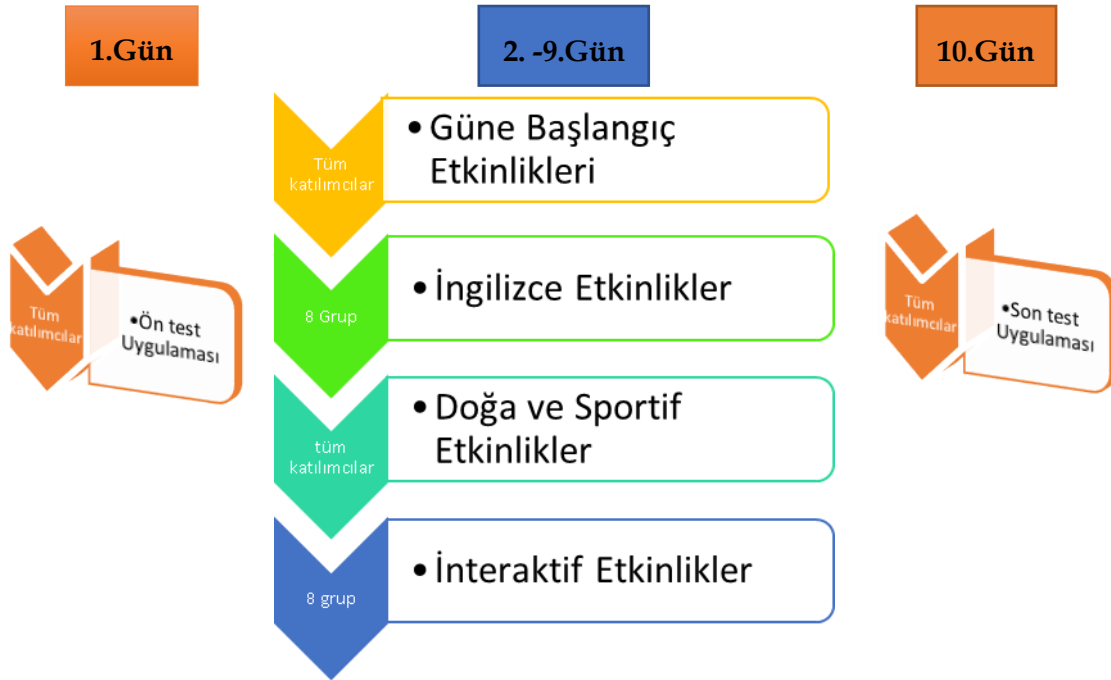 1.Gün
2. -9.Gün
10.Gün
Tüm
katılımcılar
•Güne Başlangıç
Etkinlikleri
8 Grup
•İngilizce Etkinlikler
tüm
katılımcılar
•Doğa ve Sportif
Etkinlikler
8 grup
•İnteraktif Etkinlikler
Tüm
katılımcılar
•Ön test
Uygulaması
Tüm
katılımcılar
•Son test
Uygulaması